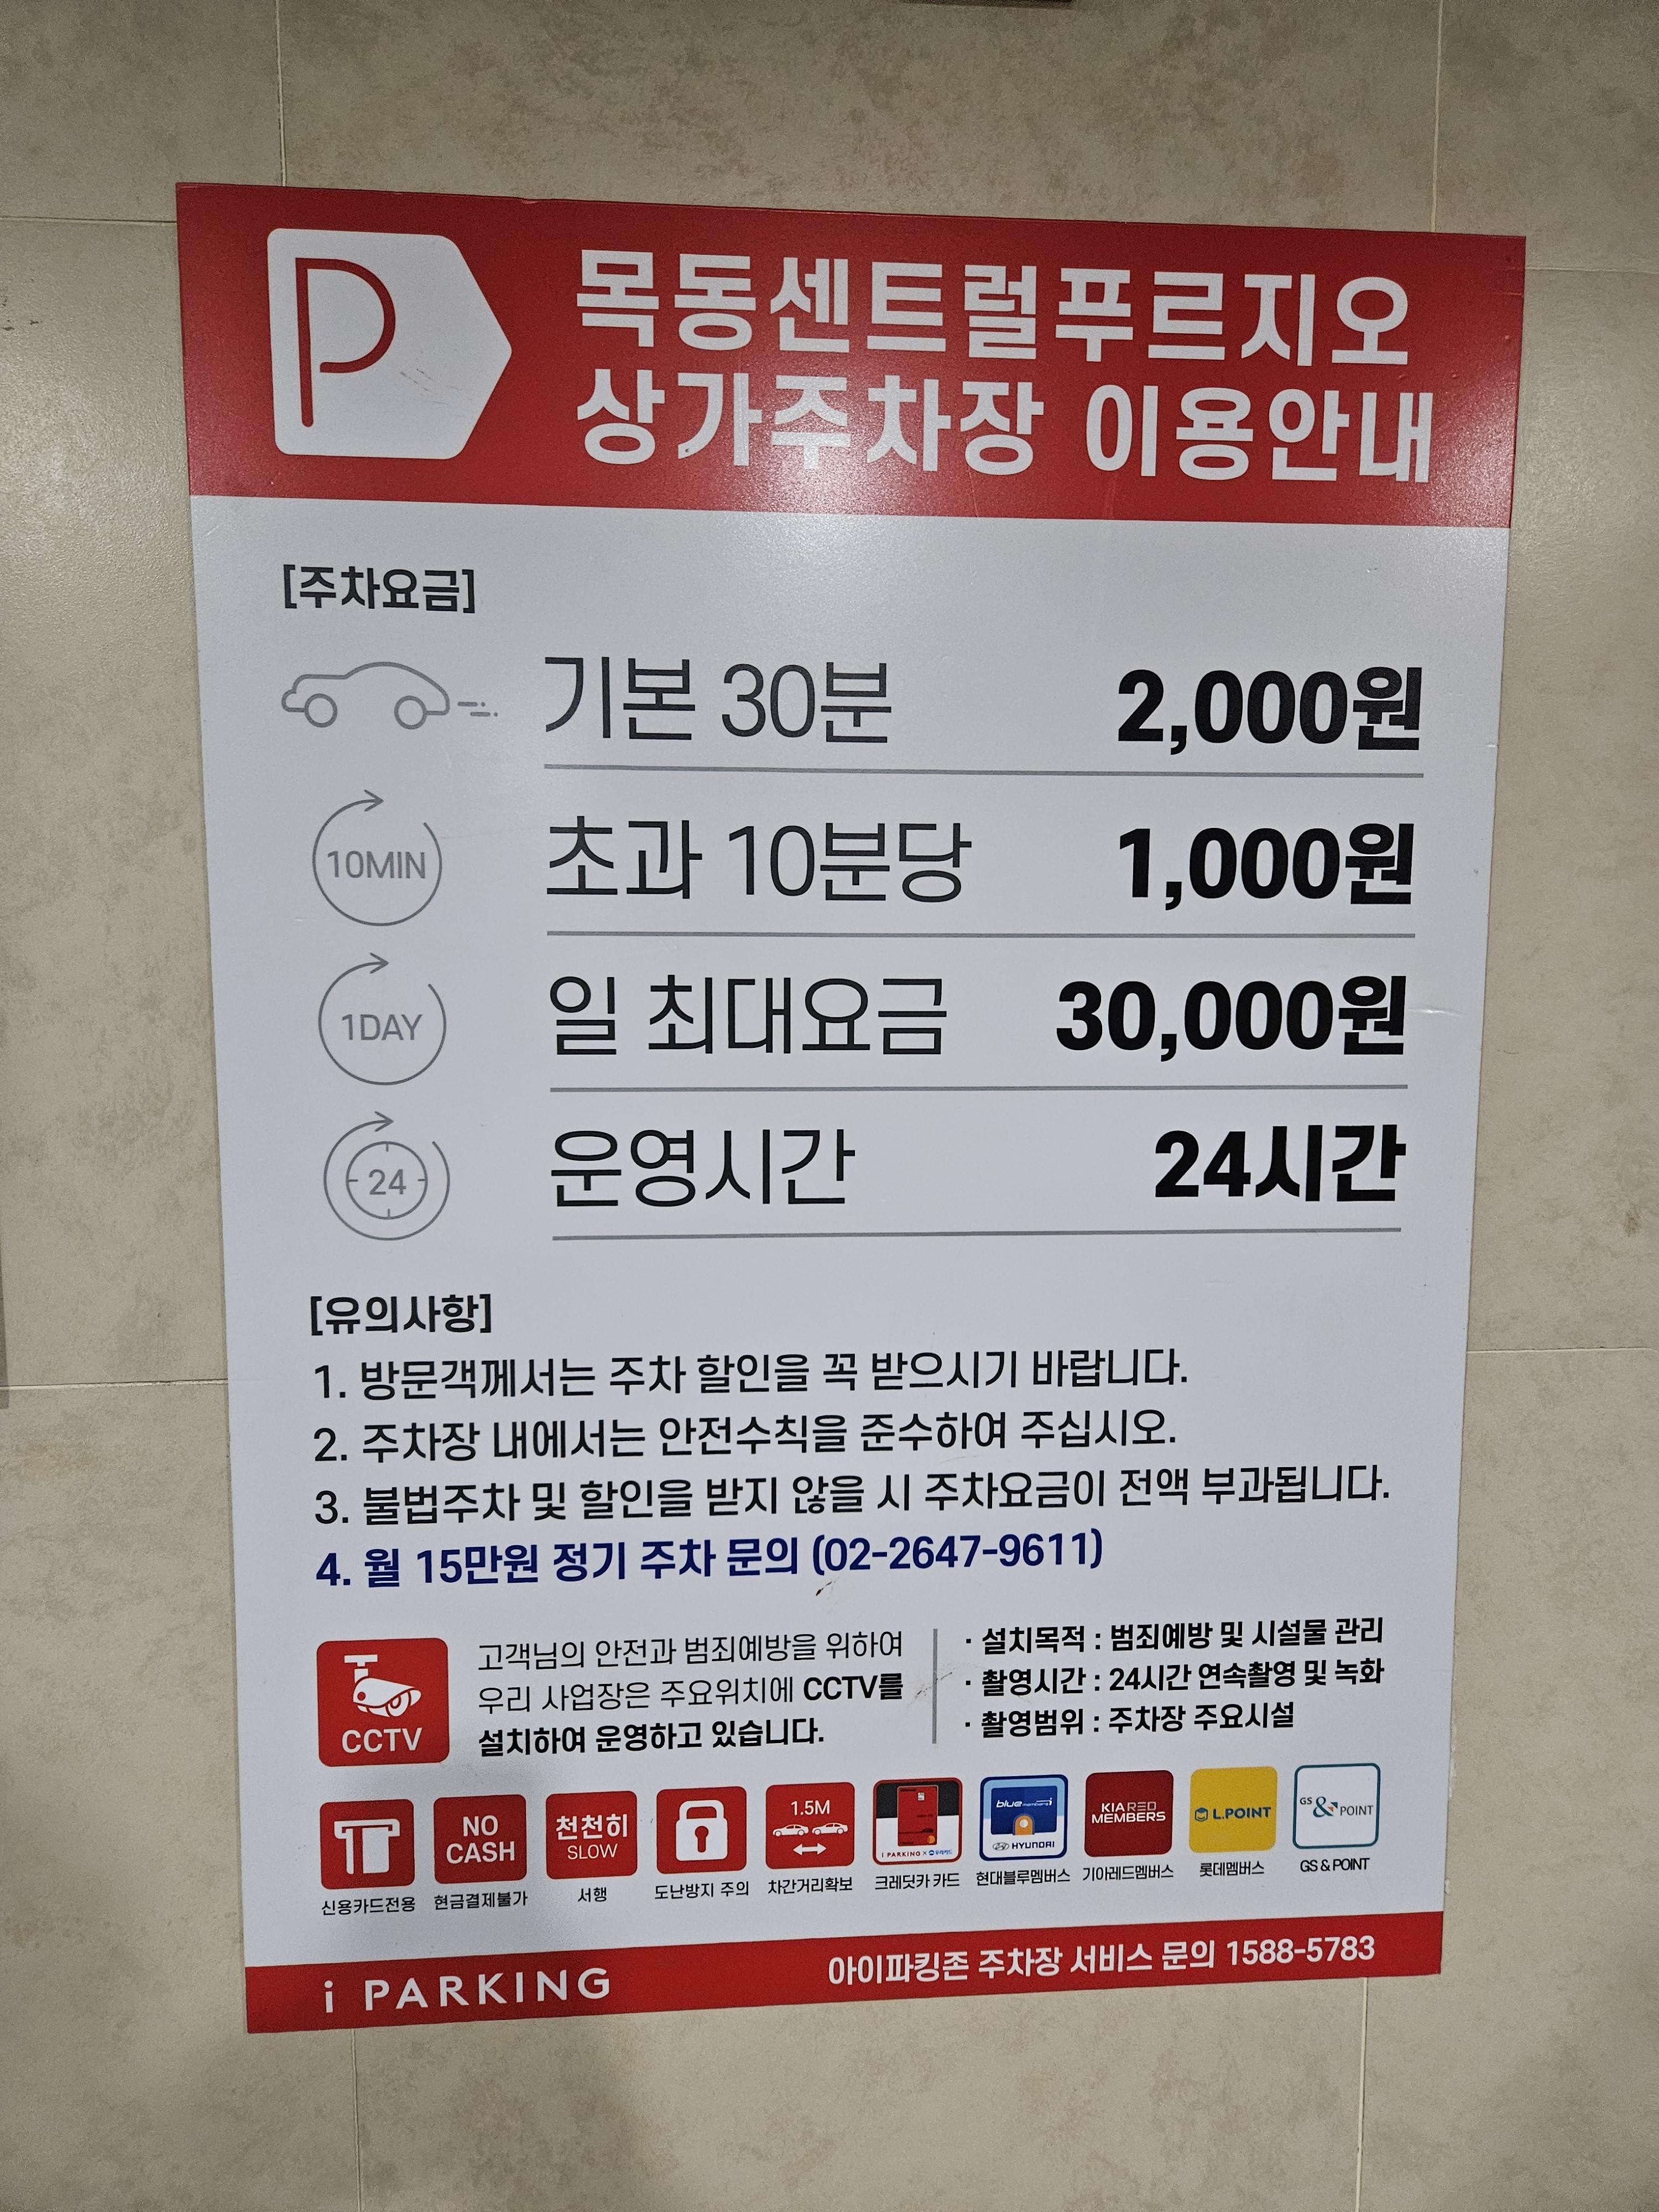 P
목동센트럴푸르지오
상가주차장 이용안내
[주차요금]
기본 30분 2,000원
10MIN 초과 10분당 1,000원
1DAY 일 최대요금 30,000원
24 운영시간 24시간
[유의사항]
1. 방문객께서는 주차 할인을 꼭 받으시기 바랍니다.
2. 주차장 내에서는 안전수칙을 준수하여 주십시오.
3. 불법주차 및 할인을 받지 않을 시 주차요금이 전액 부과됩니다.
4. 월 15만원 정기 주차 문의 (02-2647-9611)
CCTV
고객님의 안전과 범죄예방을 위하여
우리 사업장은 주요위치에 CCTV를
설치하여 운영하고 있습니다.
· 설치목적 : 범죄예방 및 시설물 관리
· 촬영시간 : 24시간 연속촬영 및 녹화
· 촬영범위 : 주차장 주요시설
신용카드전용
NO
CASH
현금결제불가
천천히
SLOW
서행
도난방지 주의
1.5M
차간거리확보
i PARKING ×
크레딧카 카드
blue members
HYUNDAI
현대블루멤버스
KIA RED
MEMBERS
기아레드멤버스
L.POINT
롯데멤버스
GS & POINT
GS & POINT
i PARKING
아이파킹존 주차장 서비스 문의 1588-5783